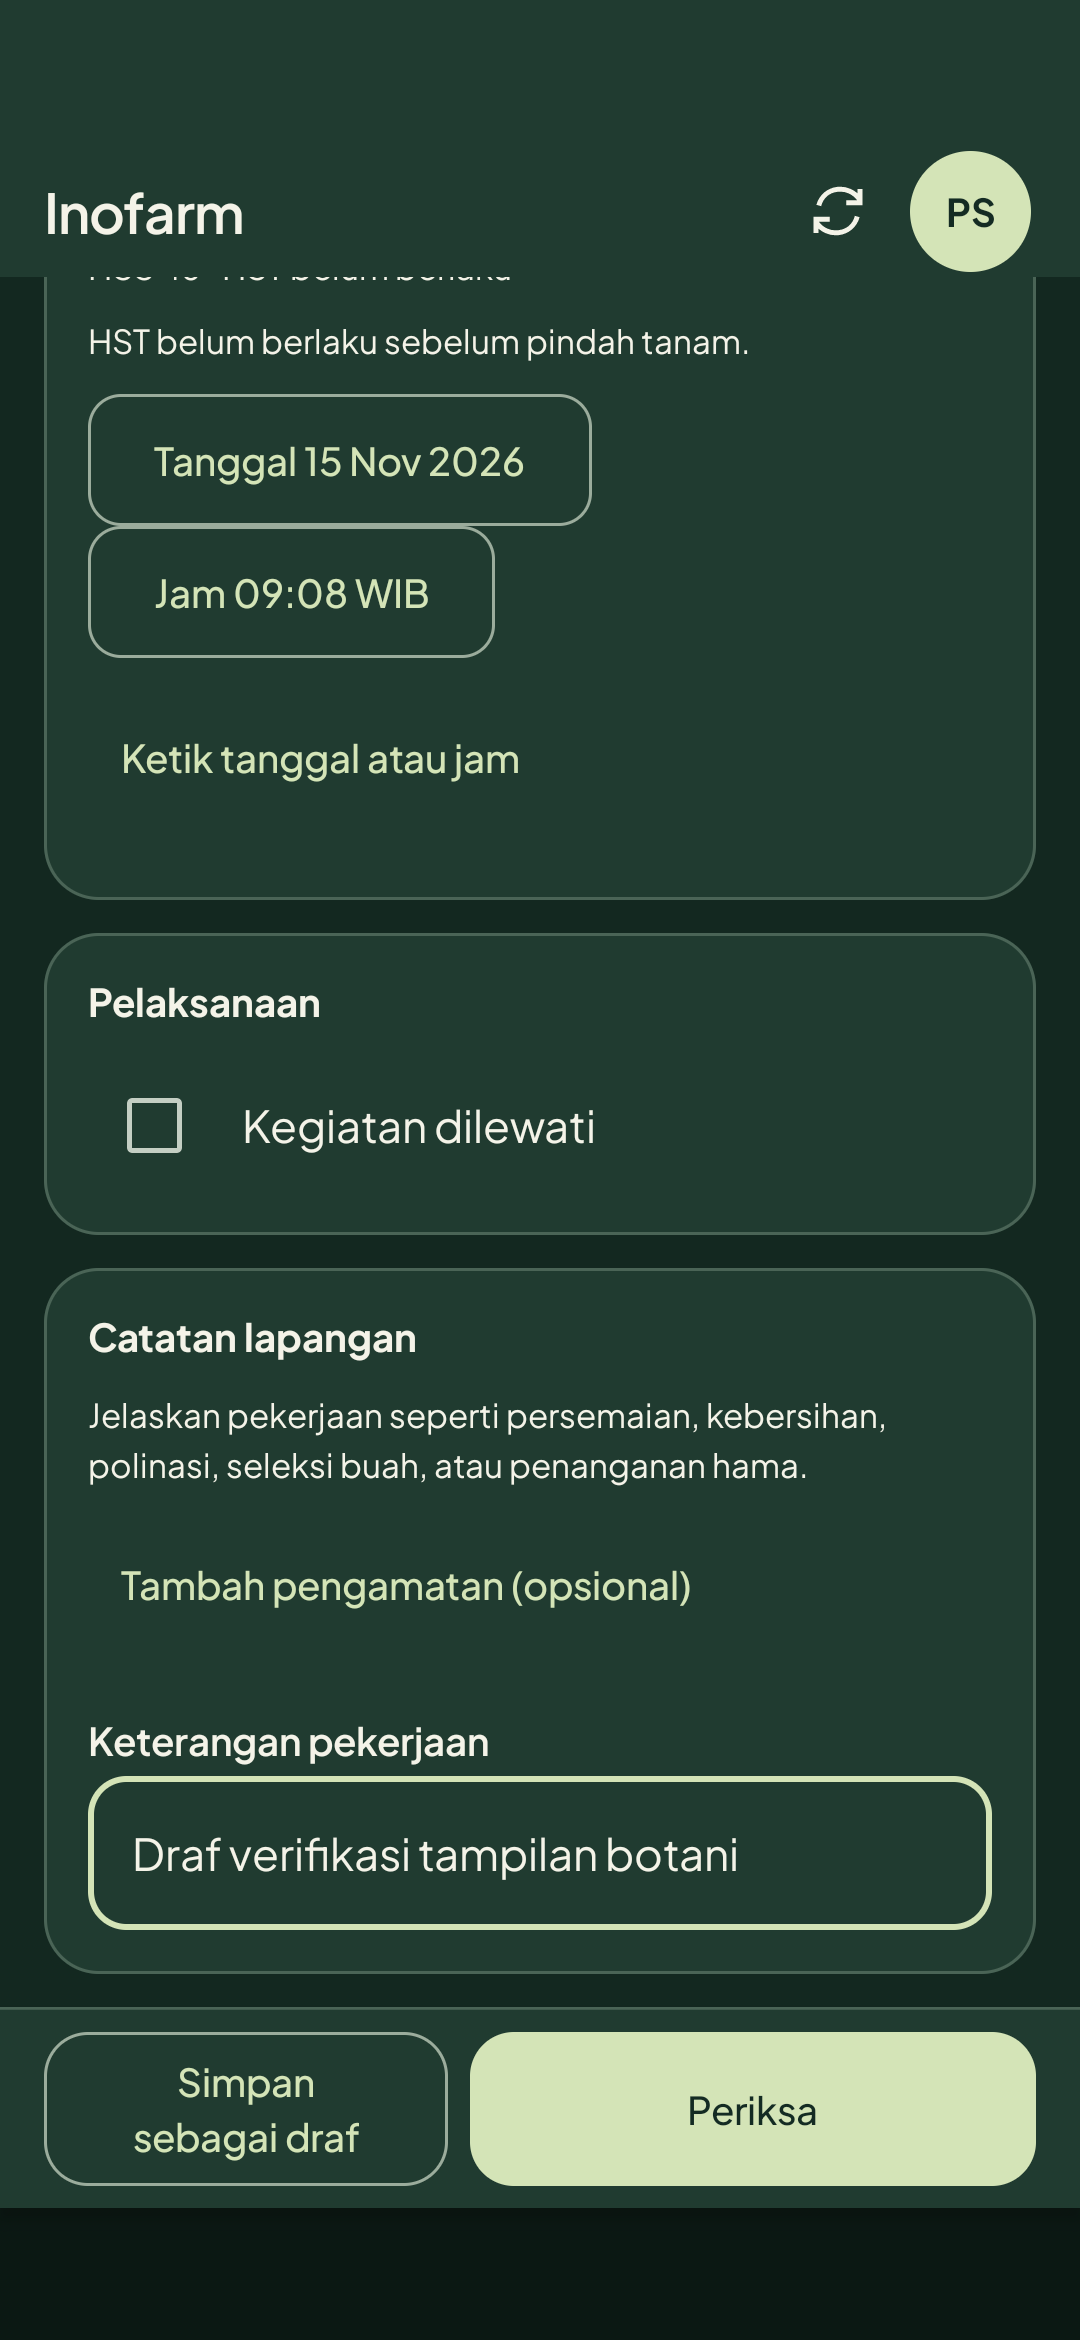 Inofarm
PS
HST belum berlaku sebelum pindah tanam.
Tanggal 15 Nov 2026
Jam 09:08 WIB
Ketik tanggal atau jam
Pelaksanaan
Kegiatan dilewati
Catatan lapangan
Jelaskan pekerjaan seperti persemaian, kebersihan,
polinasi, seleksi buah, atau penanganan hama.
Tambah pengamatan (opsional)
Keterangan pekerjaan
Draf verifikasi tampilan botani
Simpan
sebagai draf
Periksa